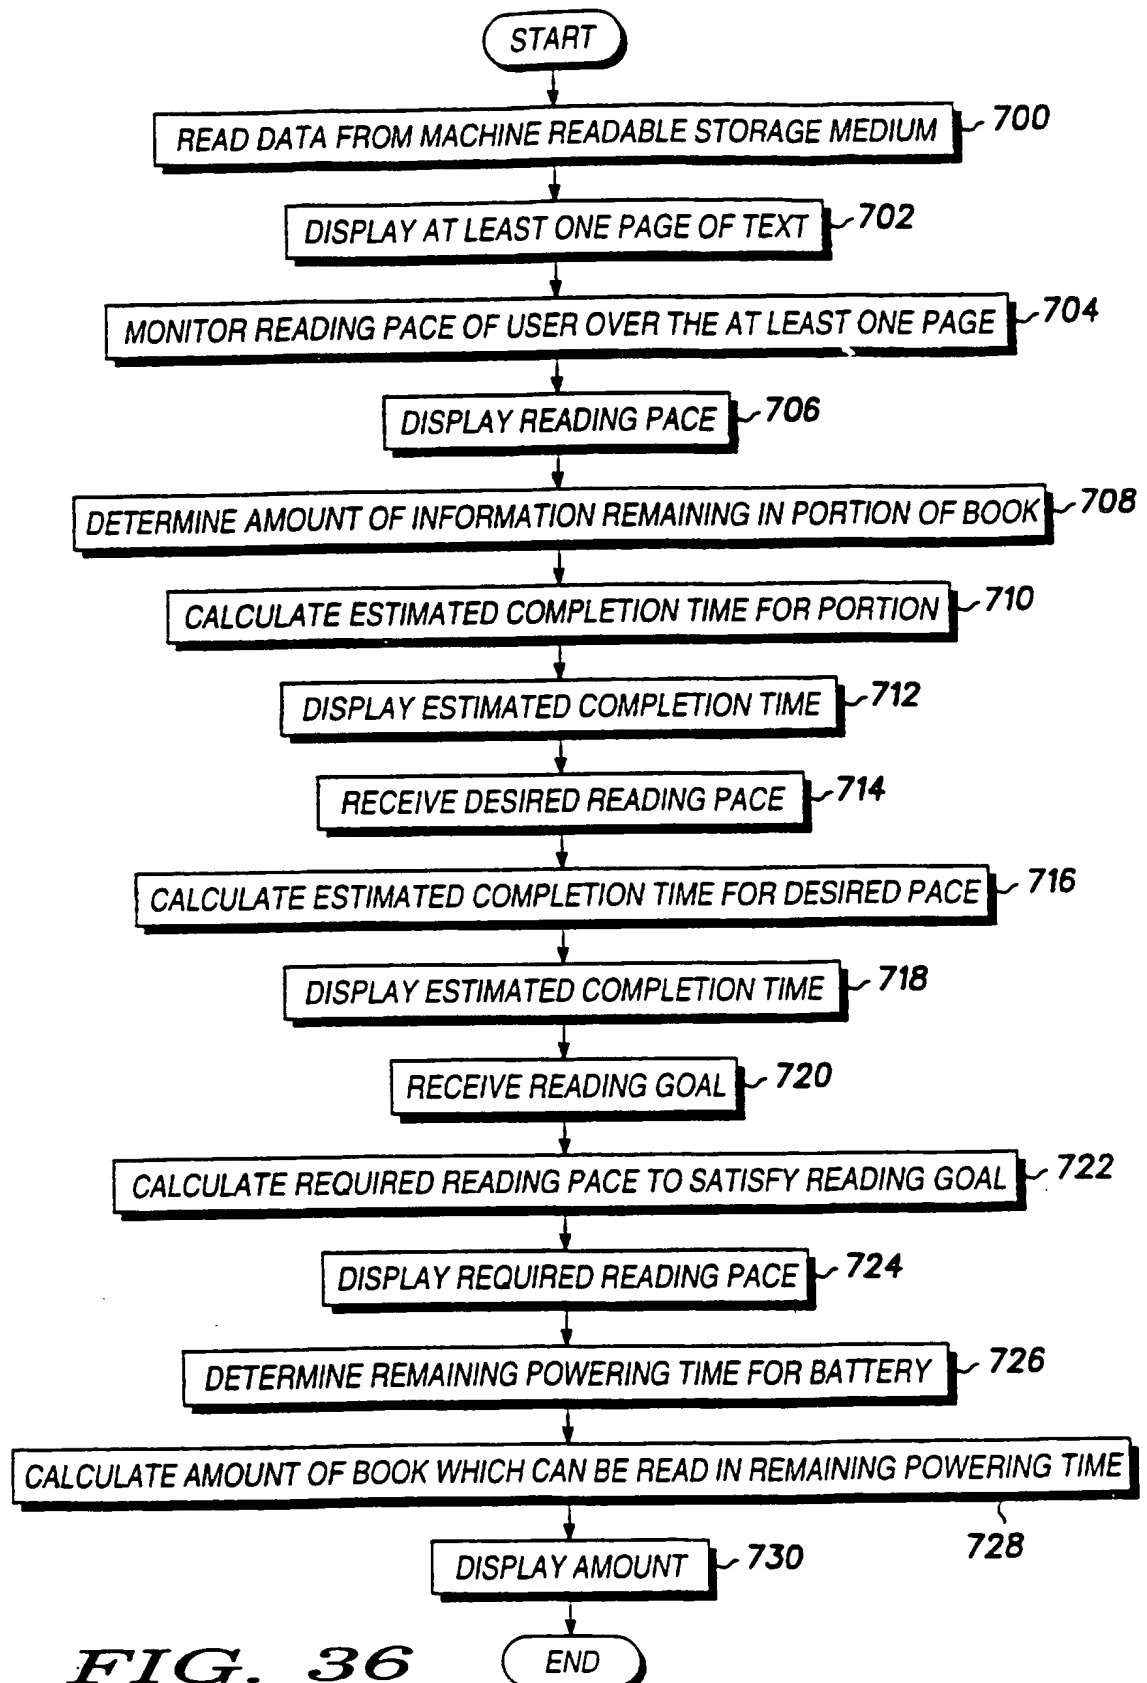 START
READ DATA FROM MACHINE READABLE STORAGE MEDIUM 700
DISPLAY AT LEAST ONE PAGE OF TEXT 702
MONITOR READING PACE OF USER OVER THE AT LEAST ONE PAGE 704
DISPLAY READING PACE 706
DETERMINE AMOUNT OF INFORMATION REMAINING IN PORTION OF BOOK 708
CALCULATE ESTIMATED COMPLETION TIME FOR PORTION 710
DISPLAY ESTIMATED COMPLETION TIME 712
RECEIVE DESIRED READING PACE 714
CALCULATE ESTIMATED COMPLETION TIME FOR DESIRED PACE 716
DISPLAY ESTIMATED COMPLETION TIME 718
RECEIVE READING GOAL 720
CALCULATE REQUIRED READING PACE TO SATISFY READING GOAL 722
DISPLAY REQUIRED READING PACE 724
DETERMINE REMAINING POWERING TIME FOR BATTERY 726
CALCULATE AMOUNT OF BOOK WHICH CAN BE READ IN REMAINING POWERING TIME
728
DISPLAY AMOUNT 730
END
FIG. 36